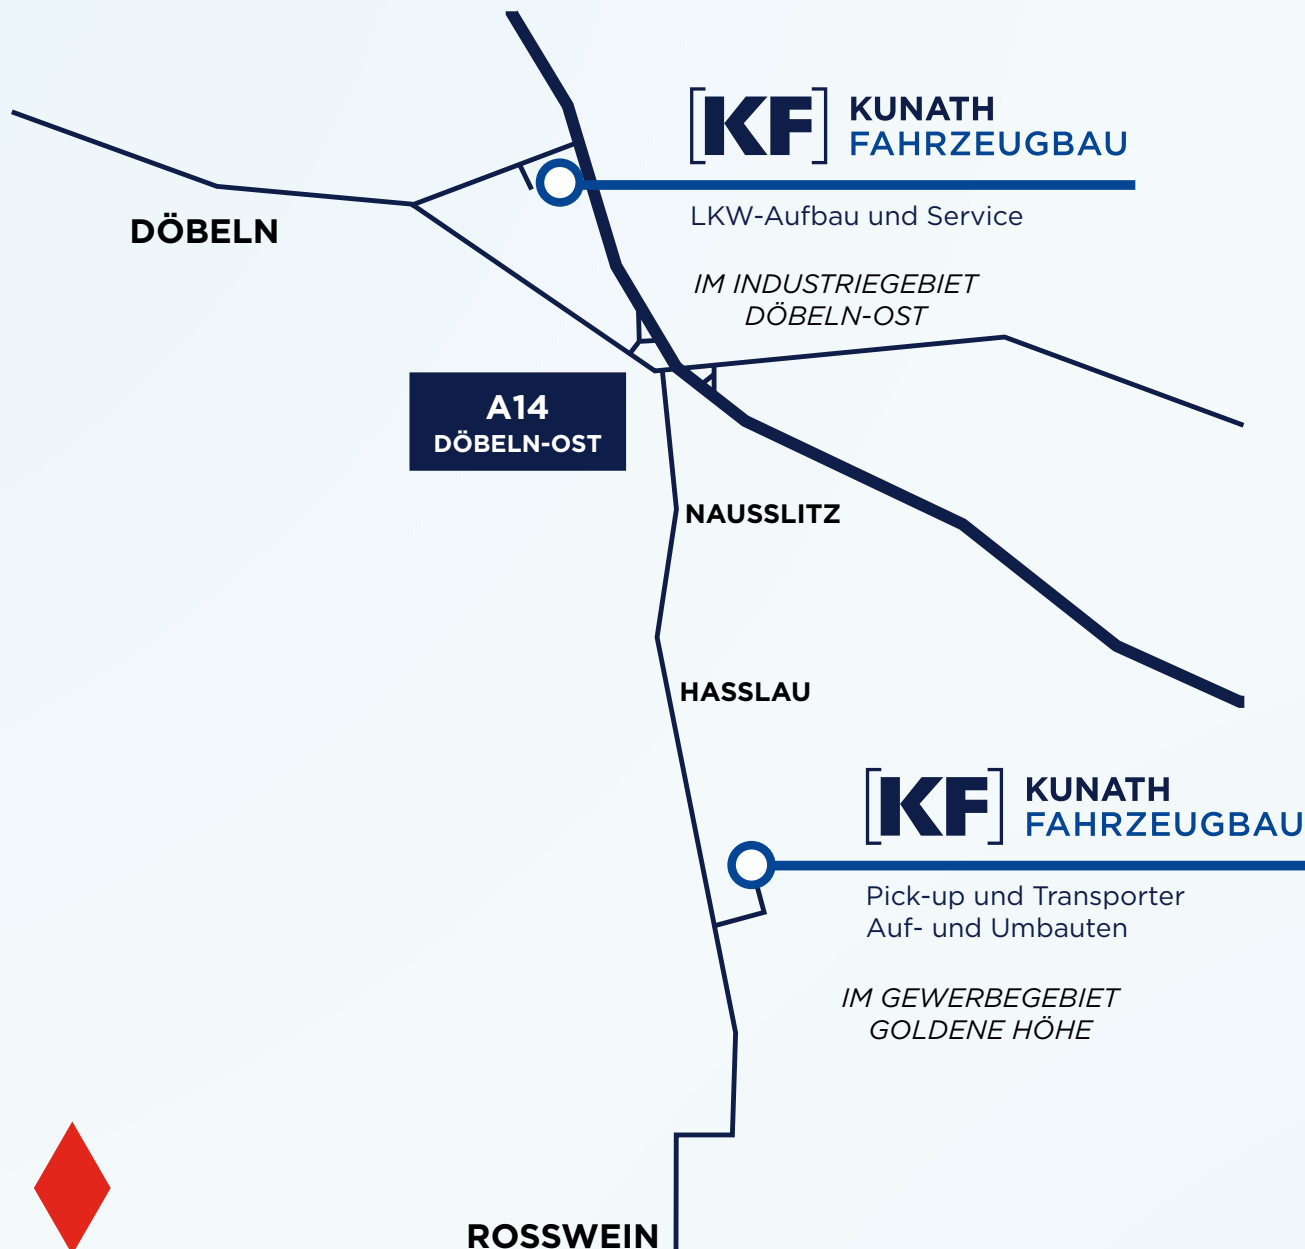 [KF] KUNATH
FAHRZEUGBAU
LKW-Aufbau und Service
DÖBELN
IM INDUSTRIEGEBIET
DÖBELN-OST
A14
DÖBELN-OST
NAUSSLITZ
HASSLAU
[KF] KUNATH
FAHRZEUGBAU
Pick-up und Transporter
Auf- und Umbauten
IM GEWERBEGEBIET
GOLDENE HÖHE
ROSSWEIN